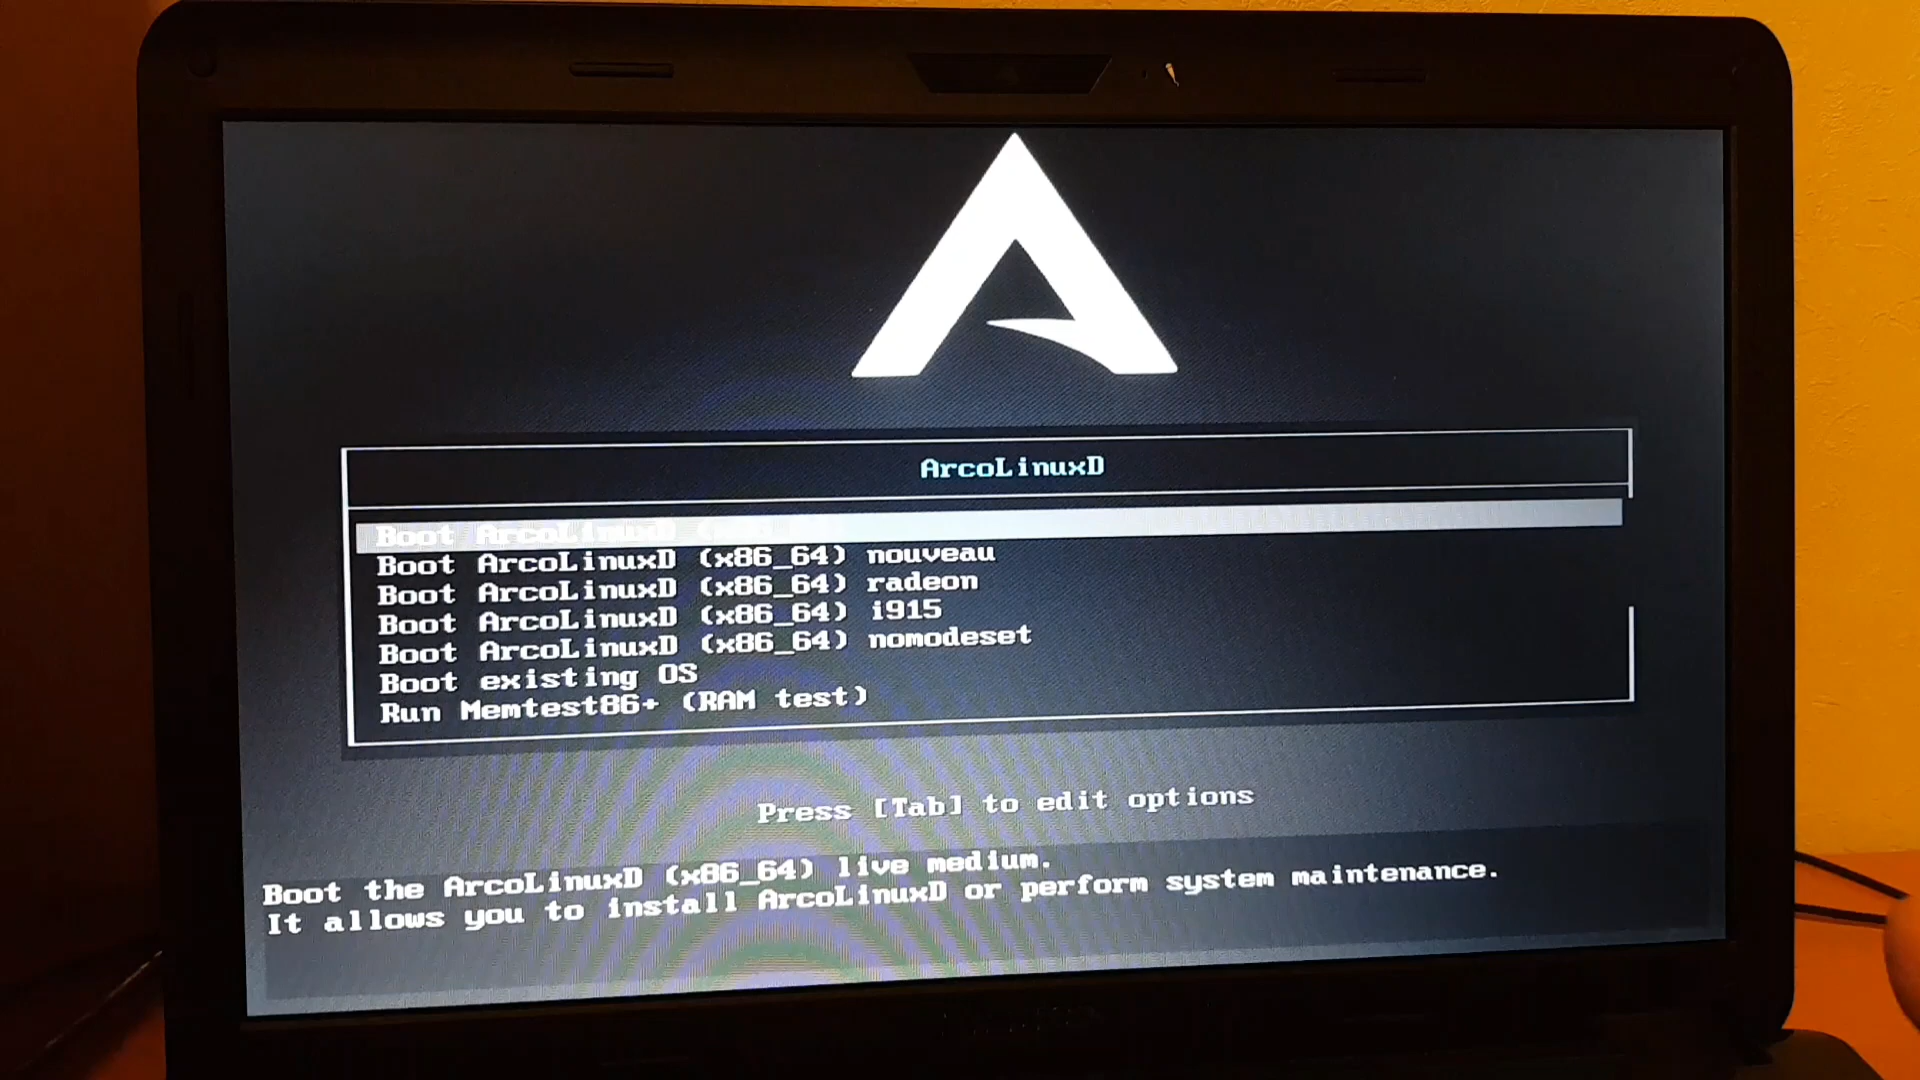 ArcoLinuxD
Boot ArcoLinuxD
Boot ArcoLinuxD (x86_64) nouveau
Boot ArcoLinuxD (x86_64) radeon
Boot ArcoLinuxD (x86_64) i915
Boot ArcoLinuxD (x86_64) nomodeset
Boot existing OS
Run Memtest86+ (RAM test)
Press [Tab] to edit options
Boot the ArcoLinuxD (x86_64) live medium.
It allows you to install ArcoLinuxD or perform system maintenance.